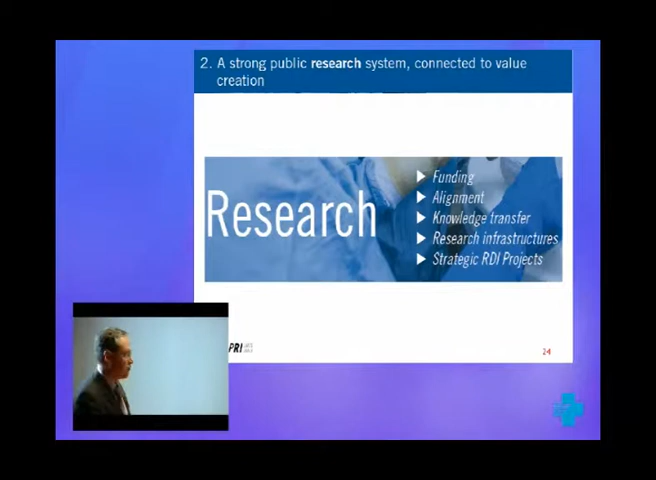 2. A strong public research system, connected to value
creation
Research
Funding
Alignment
Knowledge transfer
Research infrastructures
Strategic RDI Projects
PRI
24